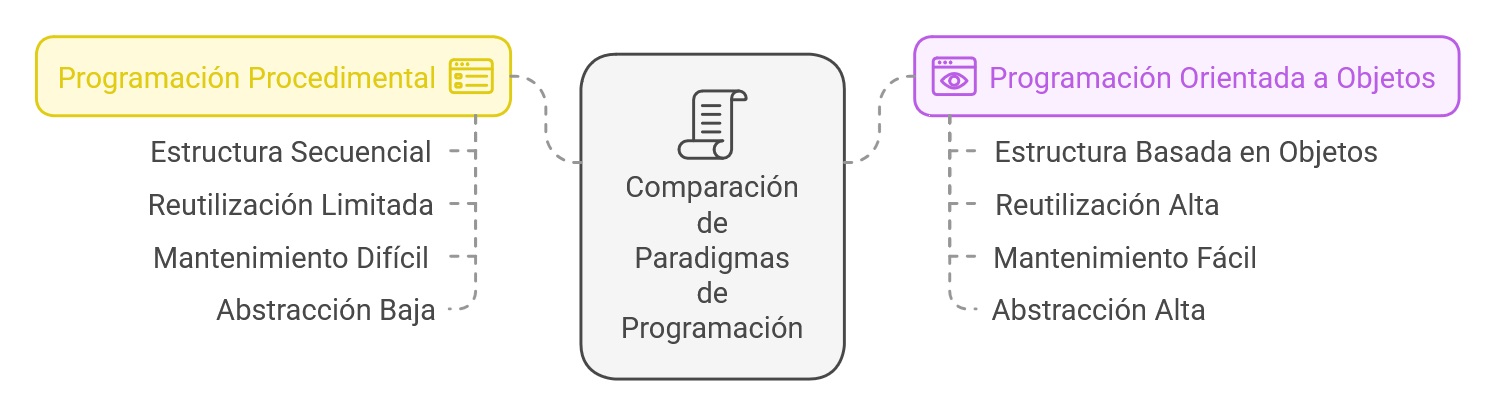 Programación Procedimental
Estructura Secuencial
Reutilización Limitada
Mantenimiento Difícil
Abstracción Baja
Comparación
de
Paradigmas
de
Programación
Programación Orientada a Objetos
Estructura Basada en Objetos
Reutilización Alta
Mantenimiento Fácil
Abstracción Alta